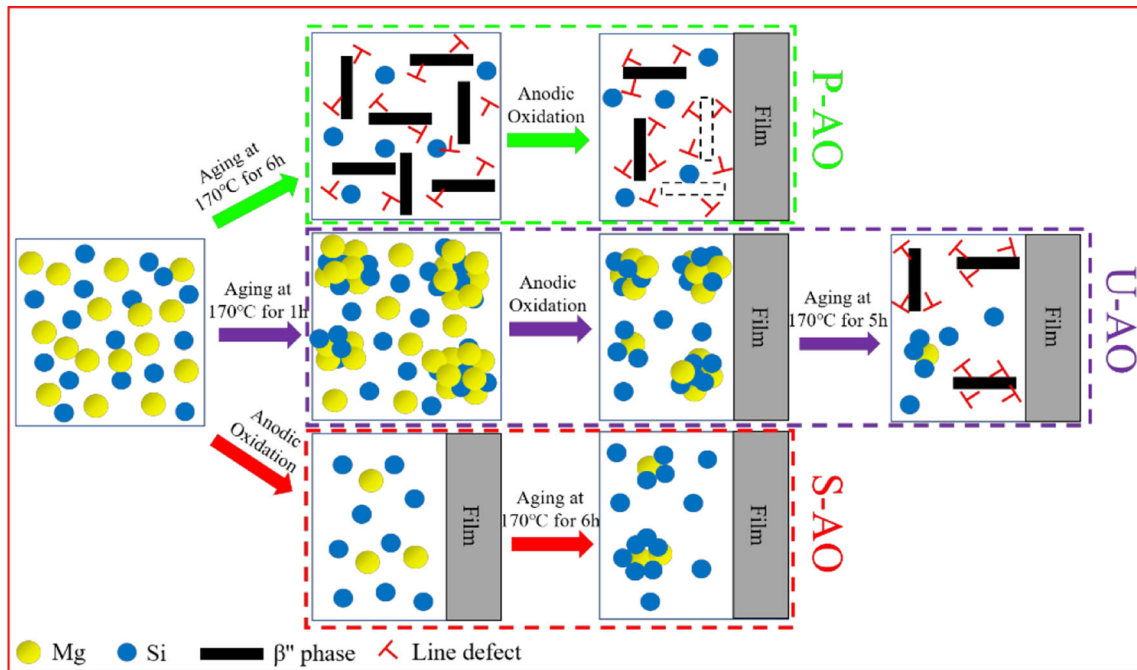 Aging at
170℃ for 6h
Anodic
Oxidation
Film
P-AO
Aging at
170℃ for 1h
Anodic
Oxidation
Film
Aging at
170℃ for 5h
Film
U-AO
Anodic
Oxidation
Film
Aging at
170℃ for 6h
Film
S-AO
Mg
Si
β'' phase
Line defect